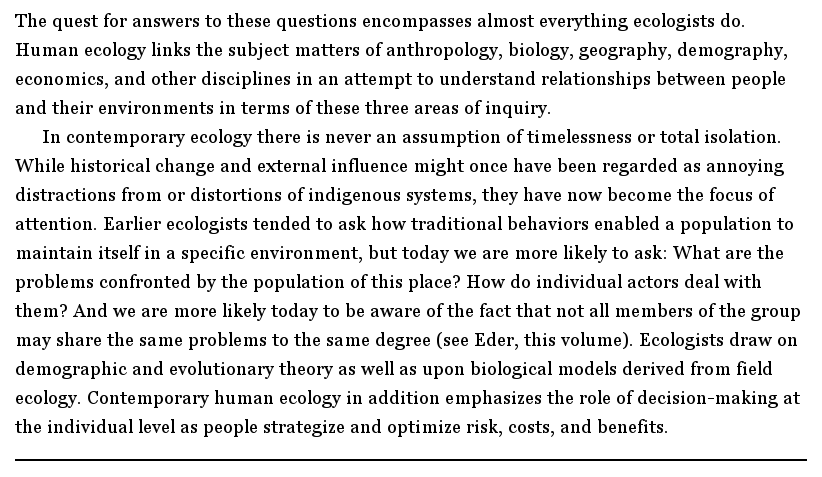 The quest for answers to these questions encompasses almost everything ecologists do.
Human ecology links the subject matters of anthropology, biology, geography, demography,
economics, and other disciplines in an attempt to understand relationships between people
and their environments in terms of these three areas of inquiry.
In contemporary ecology there is never an assumption of timelessness or total isolation.
While historical change and external influence might once have been regarded as annoying
distractions from or distortions of indigenous systems, they have now become the focus of
attention. Earlier ecologists tended to ask how traditional behaviors enabled a population to
maintain itself in a specific environment, but today we are more likely to ask: What are the
problems confronted by the population of this place? How do individual actors deal with
them? And we are more likely today to be aware of the fact that not all members of the group
may share the same problems to the same degree (see Eder, this volume). Ecologists draw on
demographic and evolutionary theory as well as upon biological models derived from field
ecology. Contemporary human ecology in addition emphasizes the role of decision-making at
the individual level as people strategize and optimize risk, costs, and benefits.